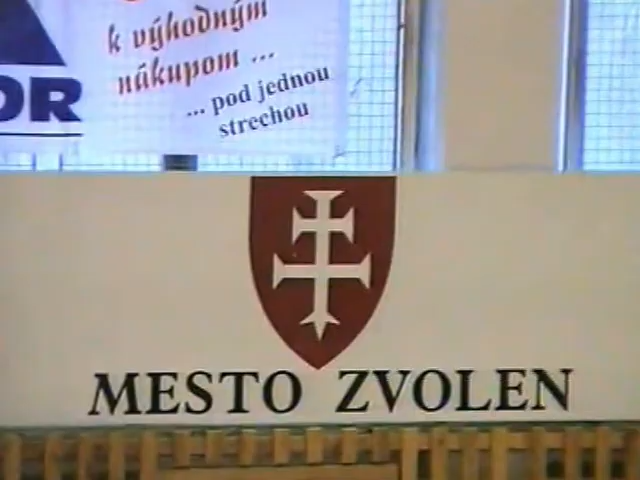 k výhodným
nákupom ...
... pod jednou
strechou
OR
MESTO ZVOLEN